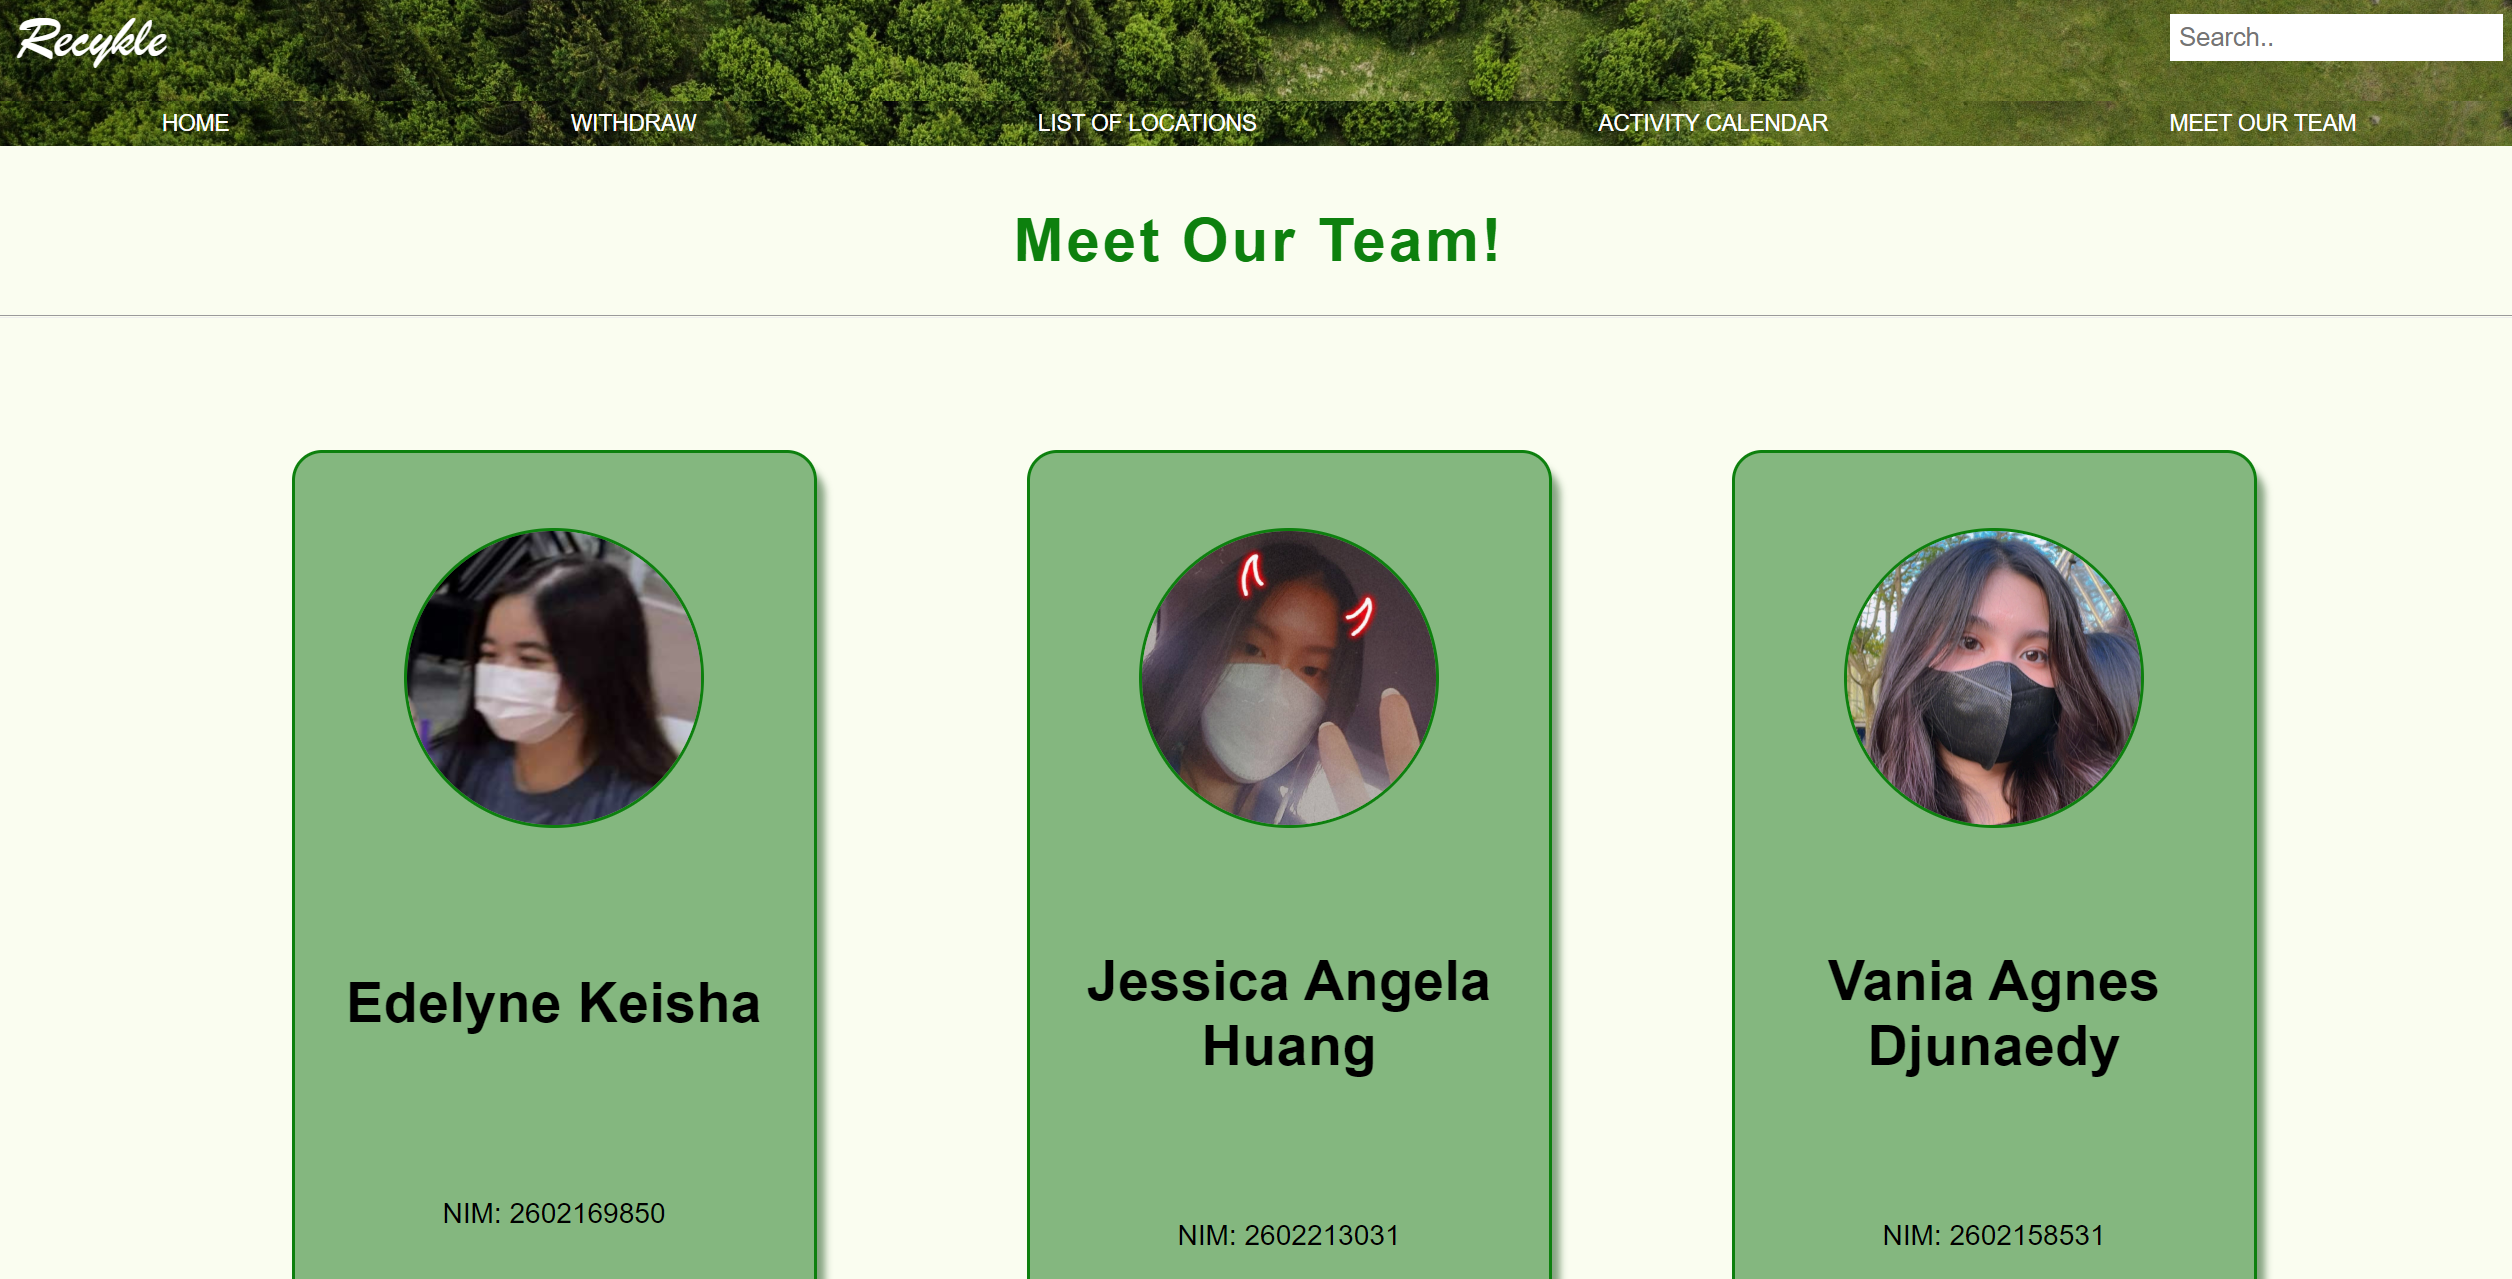 Recykle
Search..
HOME
WITHDRAW
LIST OF LOCATIONS
ACTIVITY CALENDAR
MEET OUR TEAM
Meet Our Team!
Edelyne Keisha
NIM: 2602169850
Jessica Angela
Huang
NIM: 2602213031
Vania Agnes
Djunaedy
NIM: 2602158531